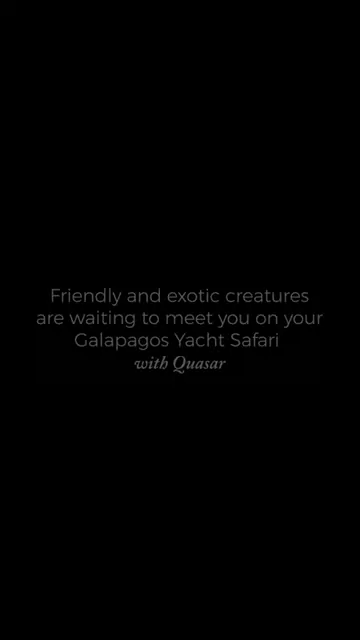 Friendly and exotic creatures
are waiting to meet you on your
Galapagos Yacht Safari
with Quasar